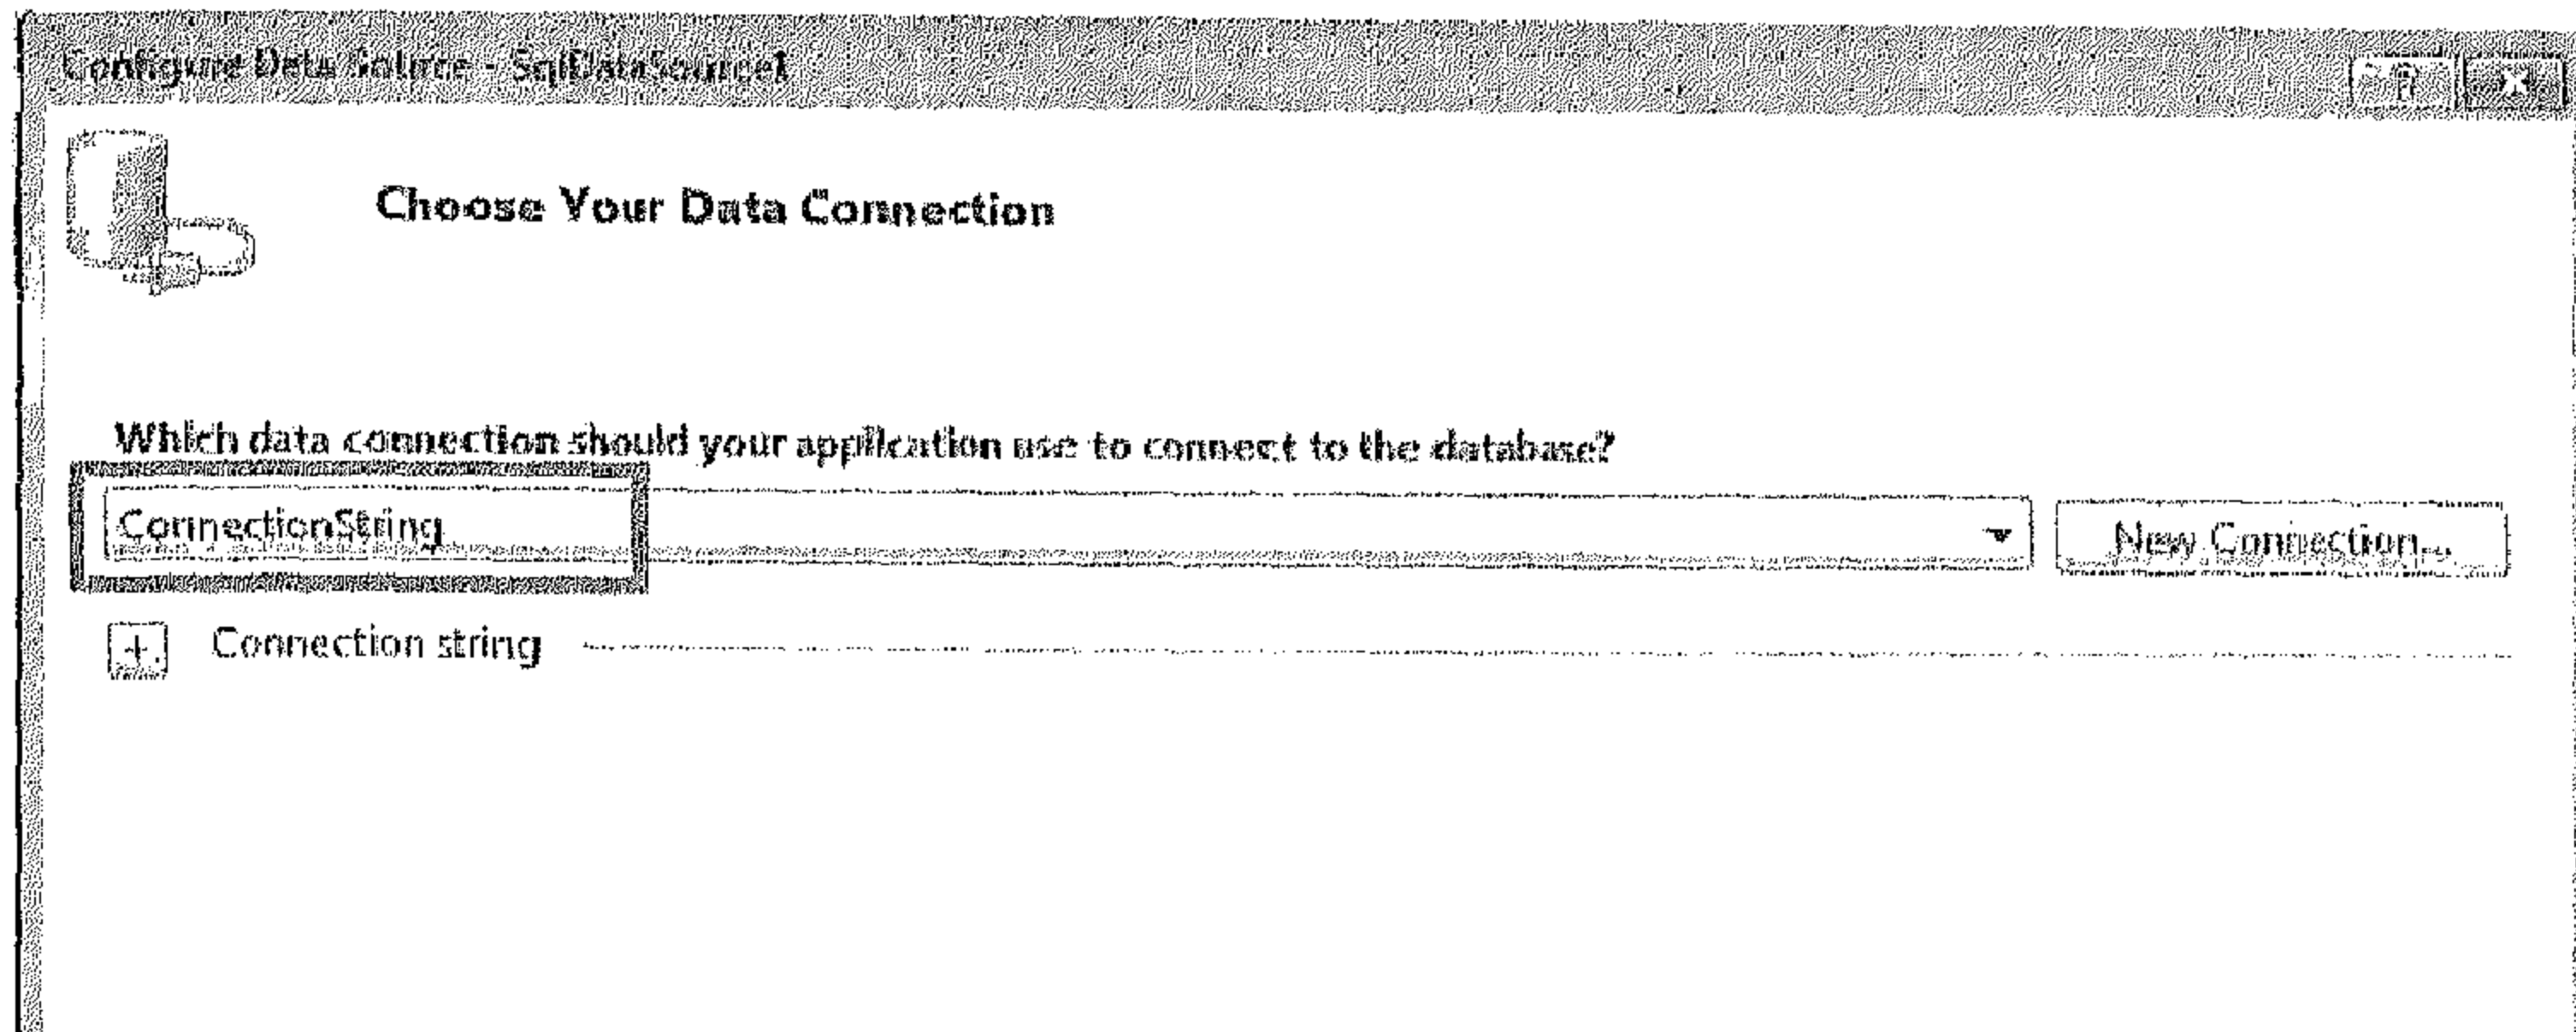 Configure Data Source - SqlDataSource1
? X
Choose Your Data Connection
Which data connection should your application use to connect to the database?
ConnectionString
New Connection...
+ Connection string